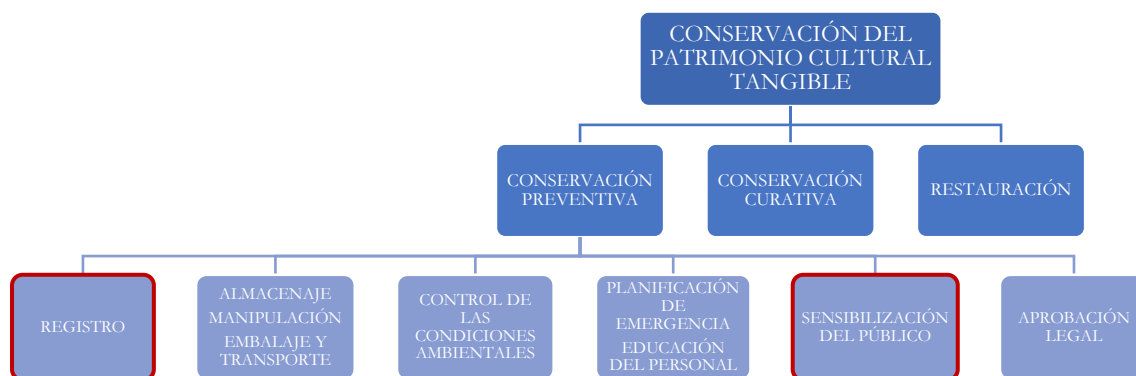 CONSERVACIÓN DEL
PATRIMONIO CULTURAL
TANGIBLE
CONSERVACIÓN
PREVENTIVA
CONSERVACIÓN
CURATIVA
RESTAURACIÓN
REGISTRO
ALMACENAJE
MANIPULACIÓN
EMBALAJE Y
TRANSPORTE
CONTROL DE
LAS
CONDICIONES
AMBIENTALES
PLANIFICACIÓN
DE
EMERGENCIA
EDUCACIÓN
DEL PERSONAL
SENSIBILIZACIÓN
DEL PÚBLICO
APROBACIÓN
LEGAL